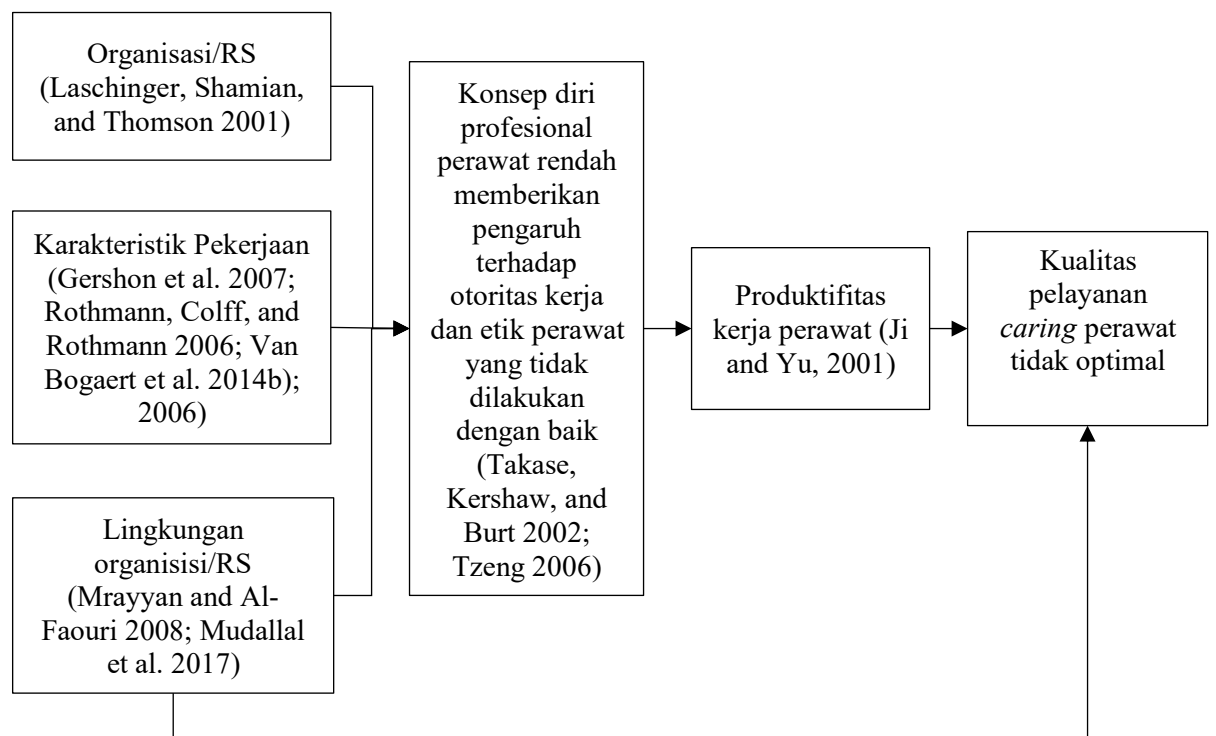 Organisasi/RS
(Laschinger, Shamian,
and Thomson 2001)
Karakteristik Pekerjaan
(Gershon et al. 2007;
Rothmann, Colff, and
Rothmann 2006; Van
Bogaert et al. 2014b);
2006)
Lingkungan
organisisi/RS
(Mrayyan and Al-
Faouri 2008; Mudallal
et al. 2017)
Konsep diri
profesional
perawat rendah
memberikan
pengaruh
terhadap
otoritas kerja
dan etik perawat
yang tidak
dilakukan
dengan baik
(Takase,
Kershaw, and
Burt 2002;
Tzeng 2006)
Produktifitas
kerja perawat (Ji
and Yu, 2001)
Kualitas
pelayanan
caring perawat
tidak optimal